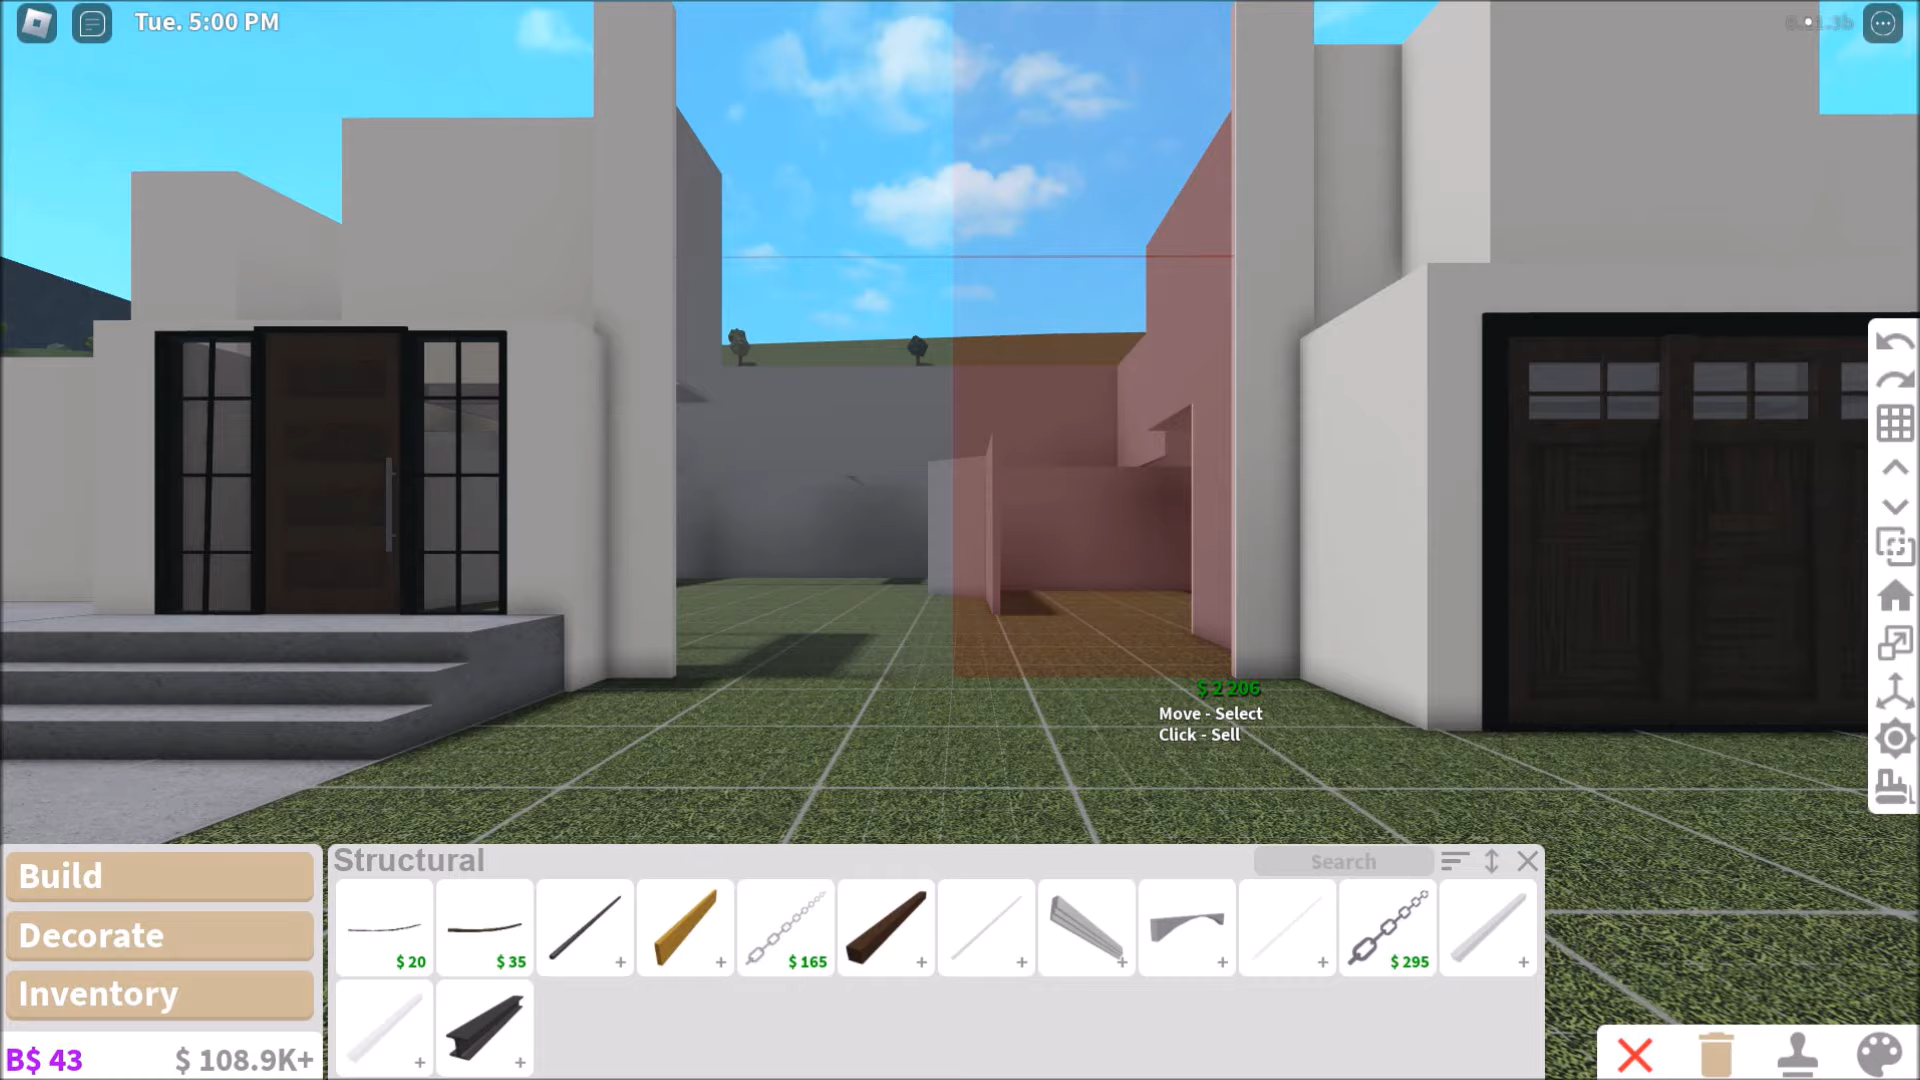 Tue. 5:00 PM
$ 2 206
Move - Select
Click - Sell
Build
Decorate
Inventory
B$ 43
$ 108.9K+
Structural
Search
$ 20
$ 35
+
+
$ 165
+
+
+
+
+
$ 295
+
+
+